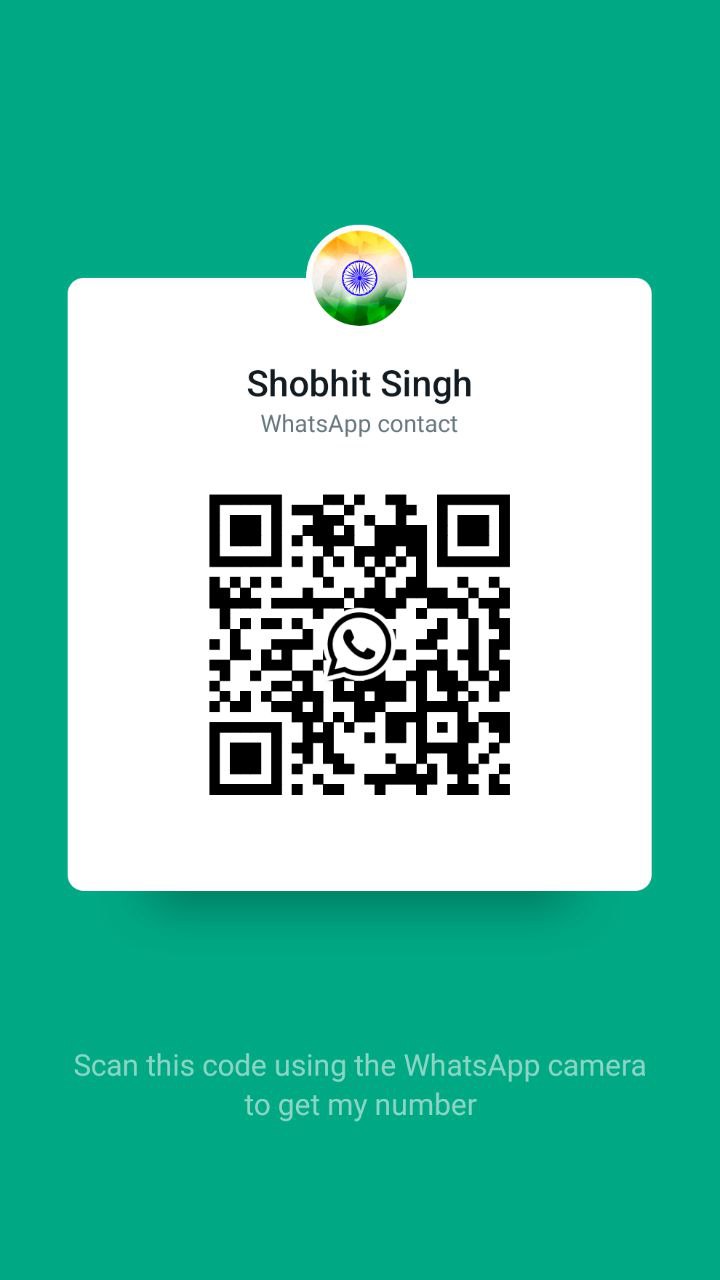 Shobhit Singh
WhatsApp contact
Scan this code using the WhatsApp camera
to get my number